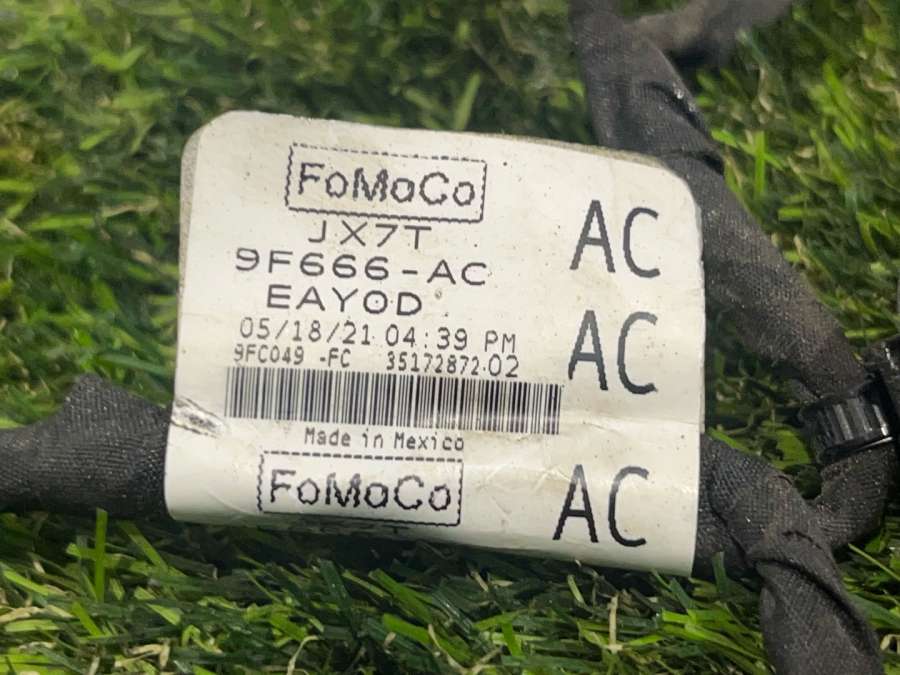 FoMoCo
JX7T
9F666-AC
EAYOD
05/18/21 04:39 PM
9FC049 -FC 35172872.02
Made in Mexico
FoMoCo
AC
AC
AC